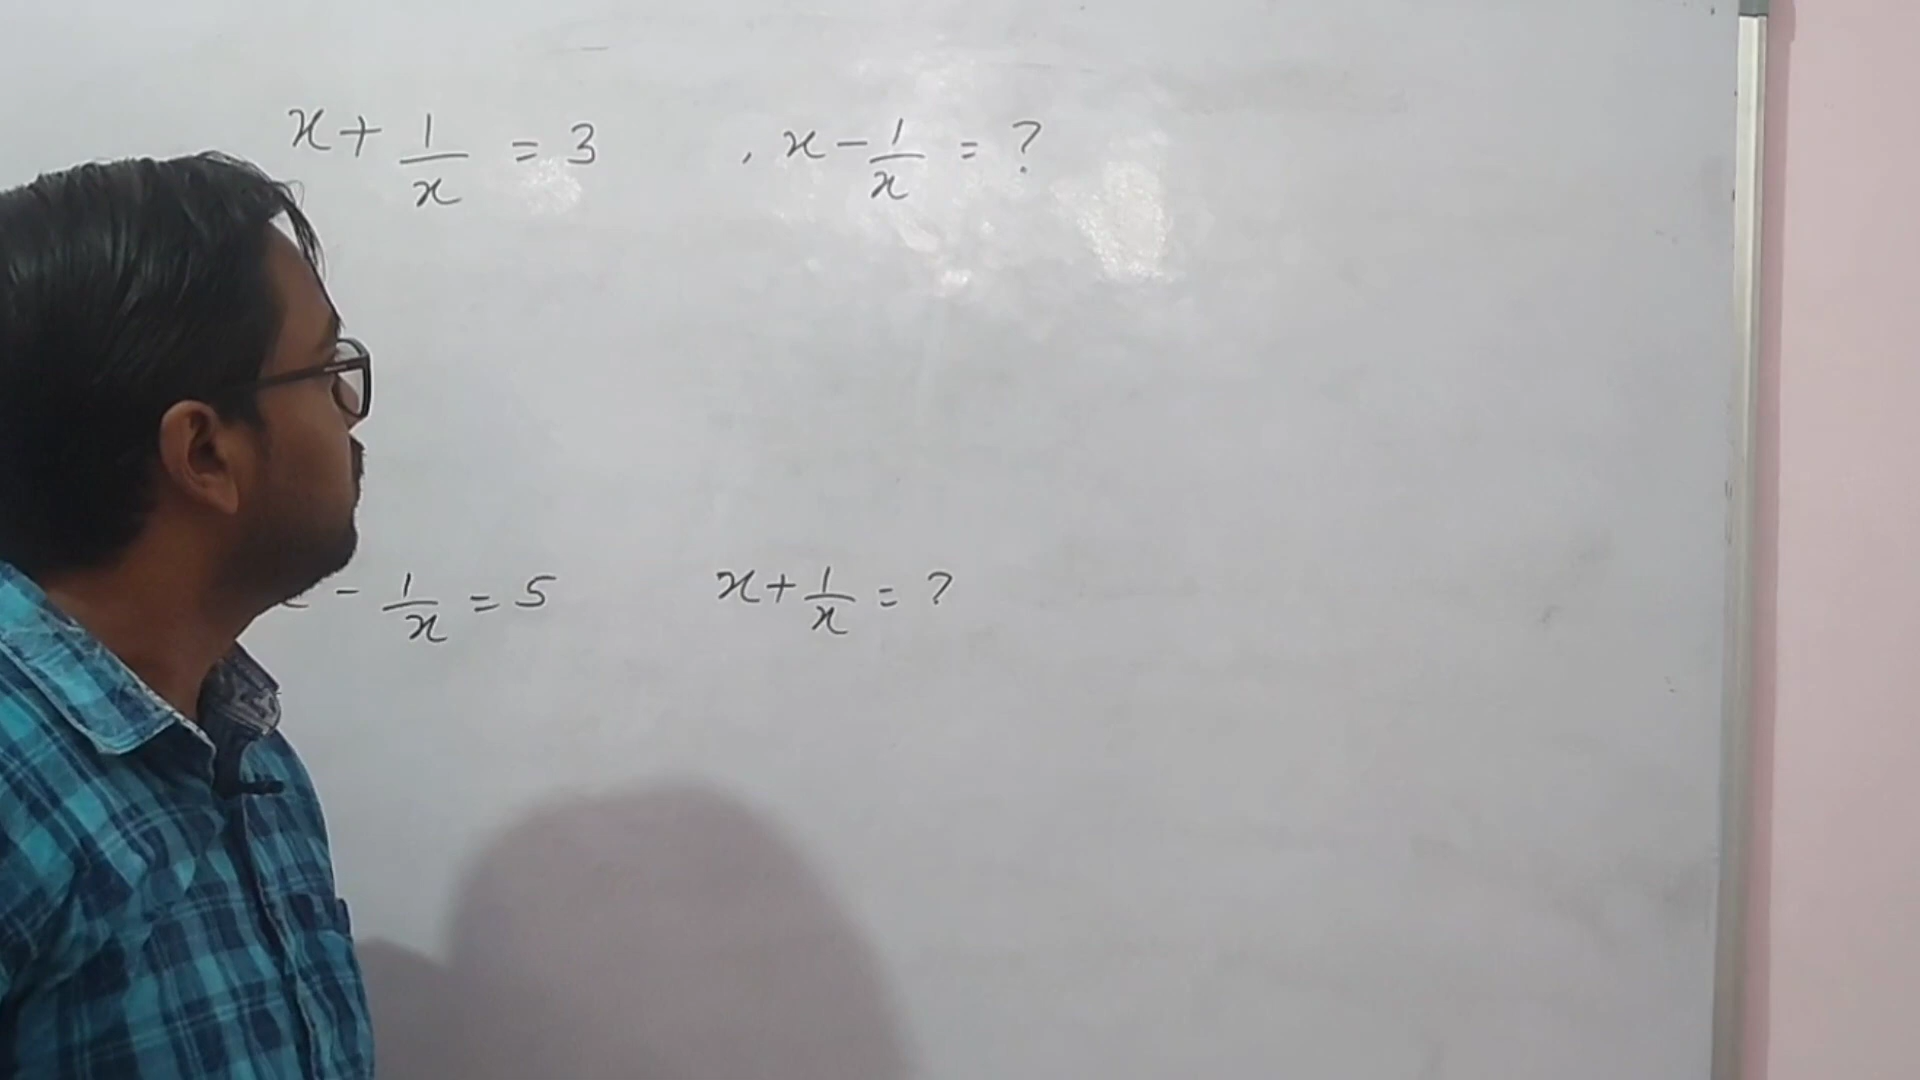 x + 1/x = 3 , x - 1/x = ?
x - 1/x = 5 x + 1/x = ?